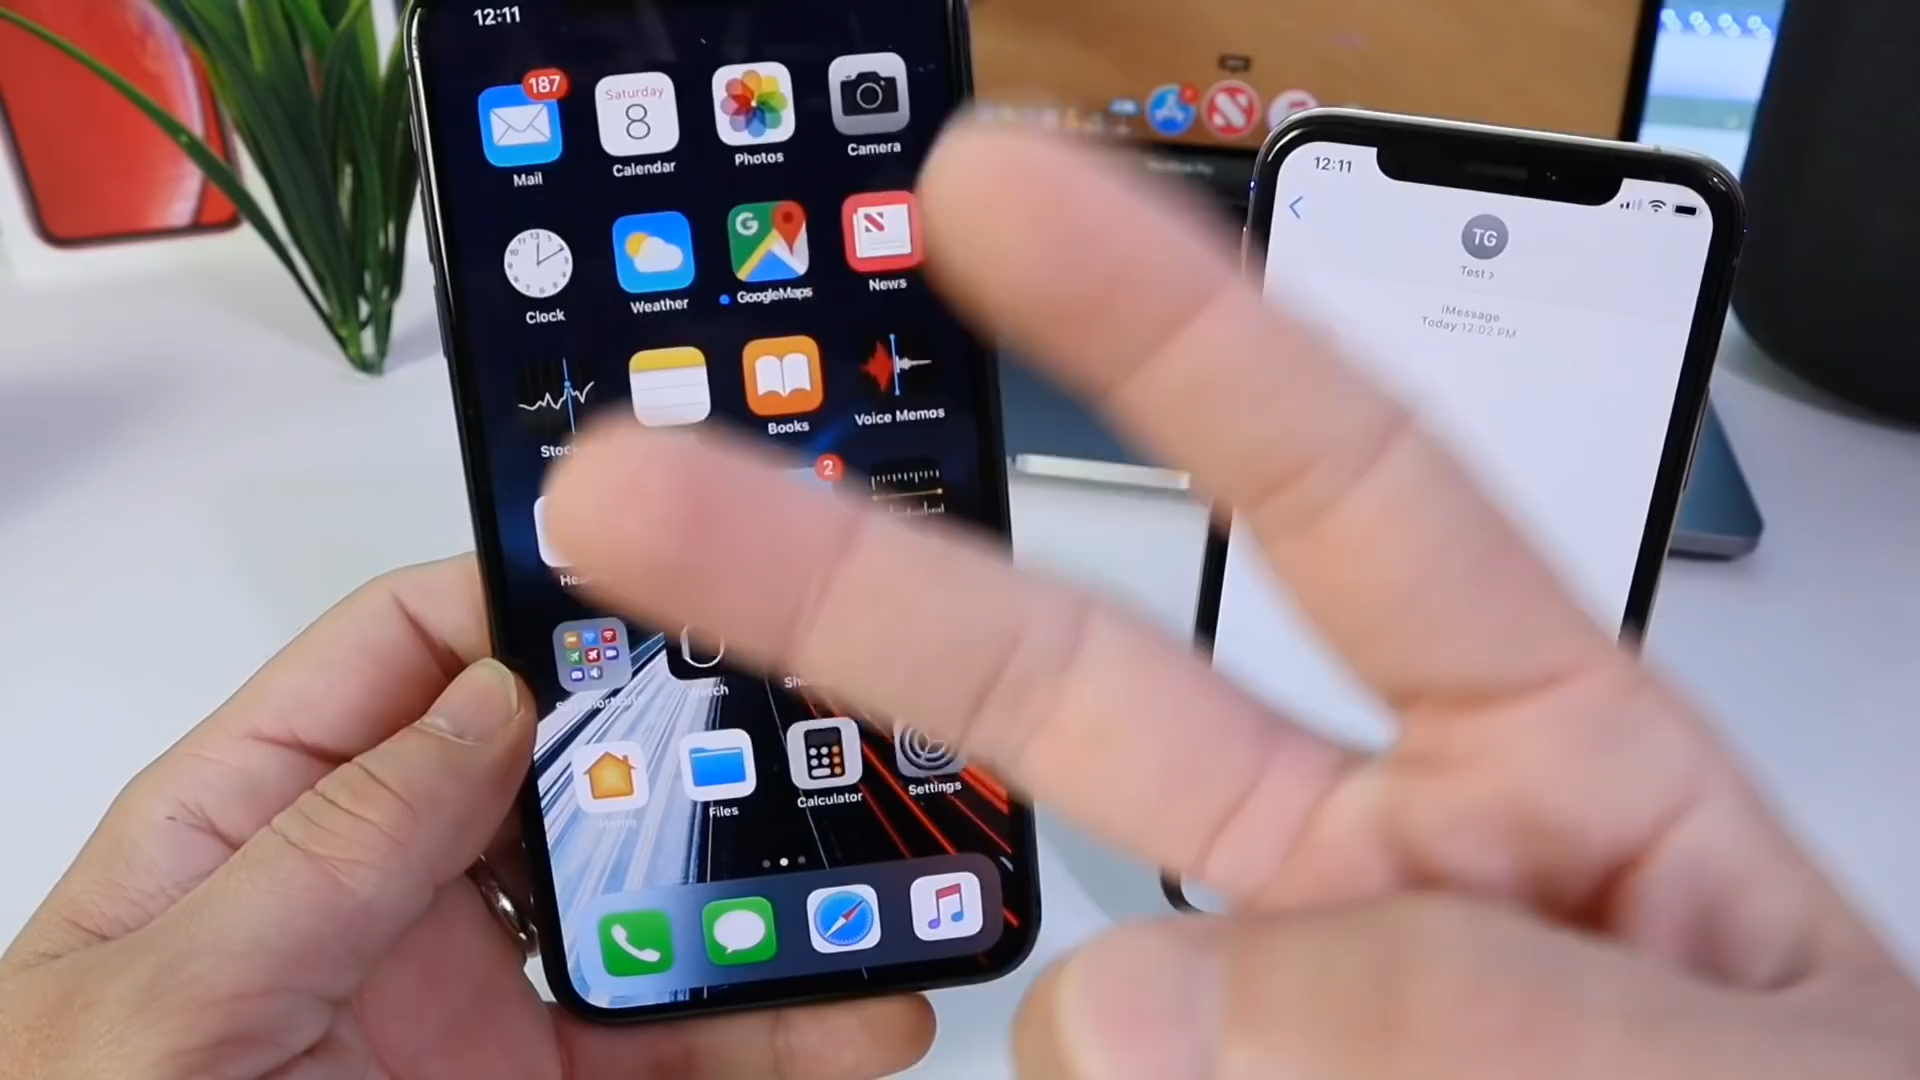 12:11
187
Saturday
8
Mail
Calendar
Photos
Camera
G
Clock
Weather
GoogleMaps
News
Books
Voice Memos
2
Watch
Files
Calculator
Settings
12:11
TG
Test >
iMessage
Today 12:02 PM